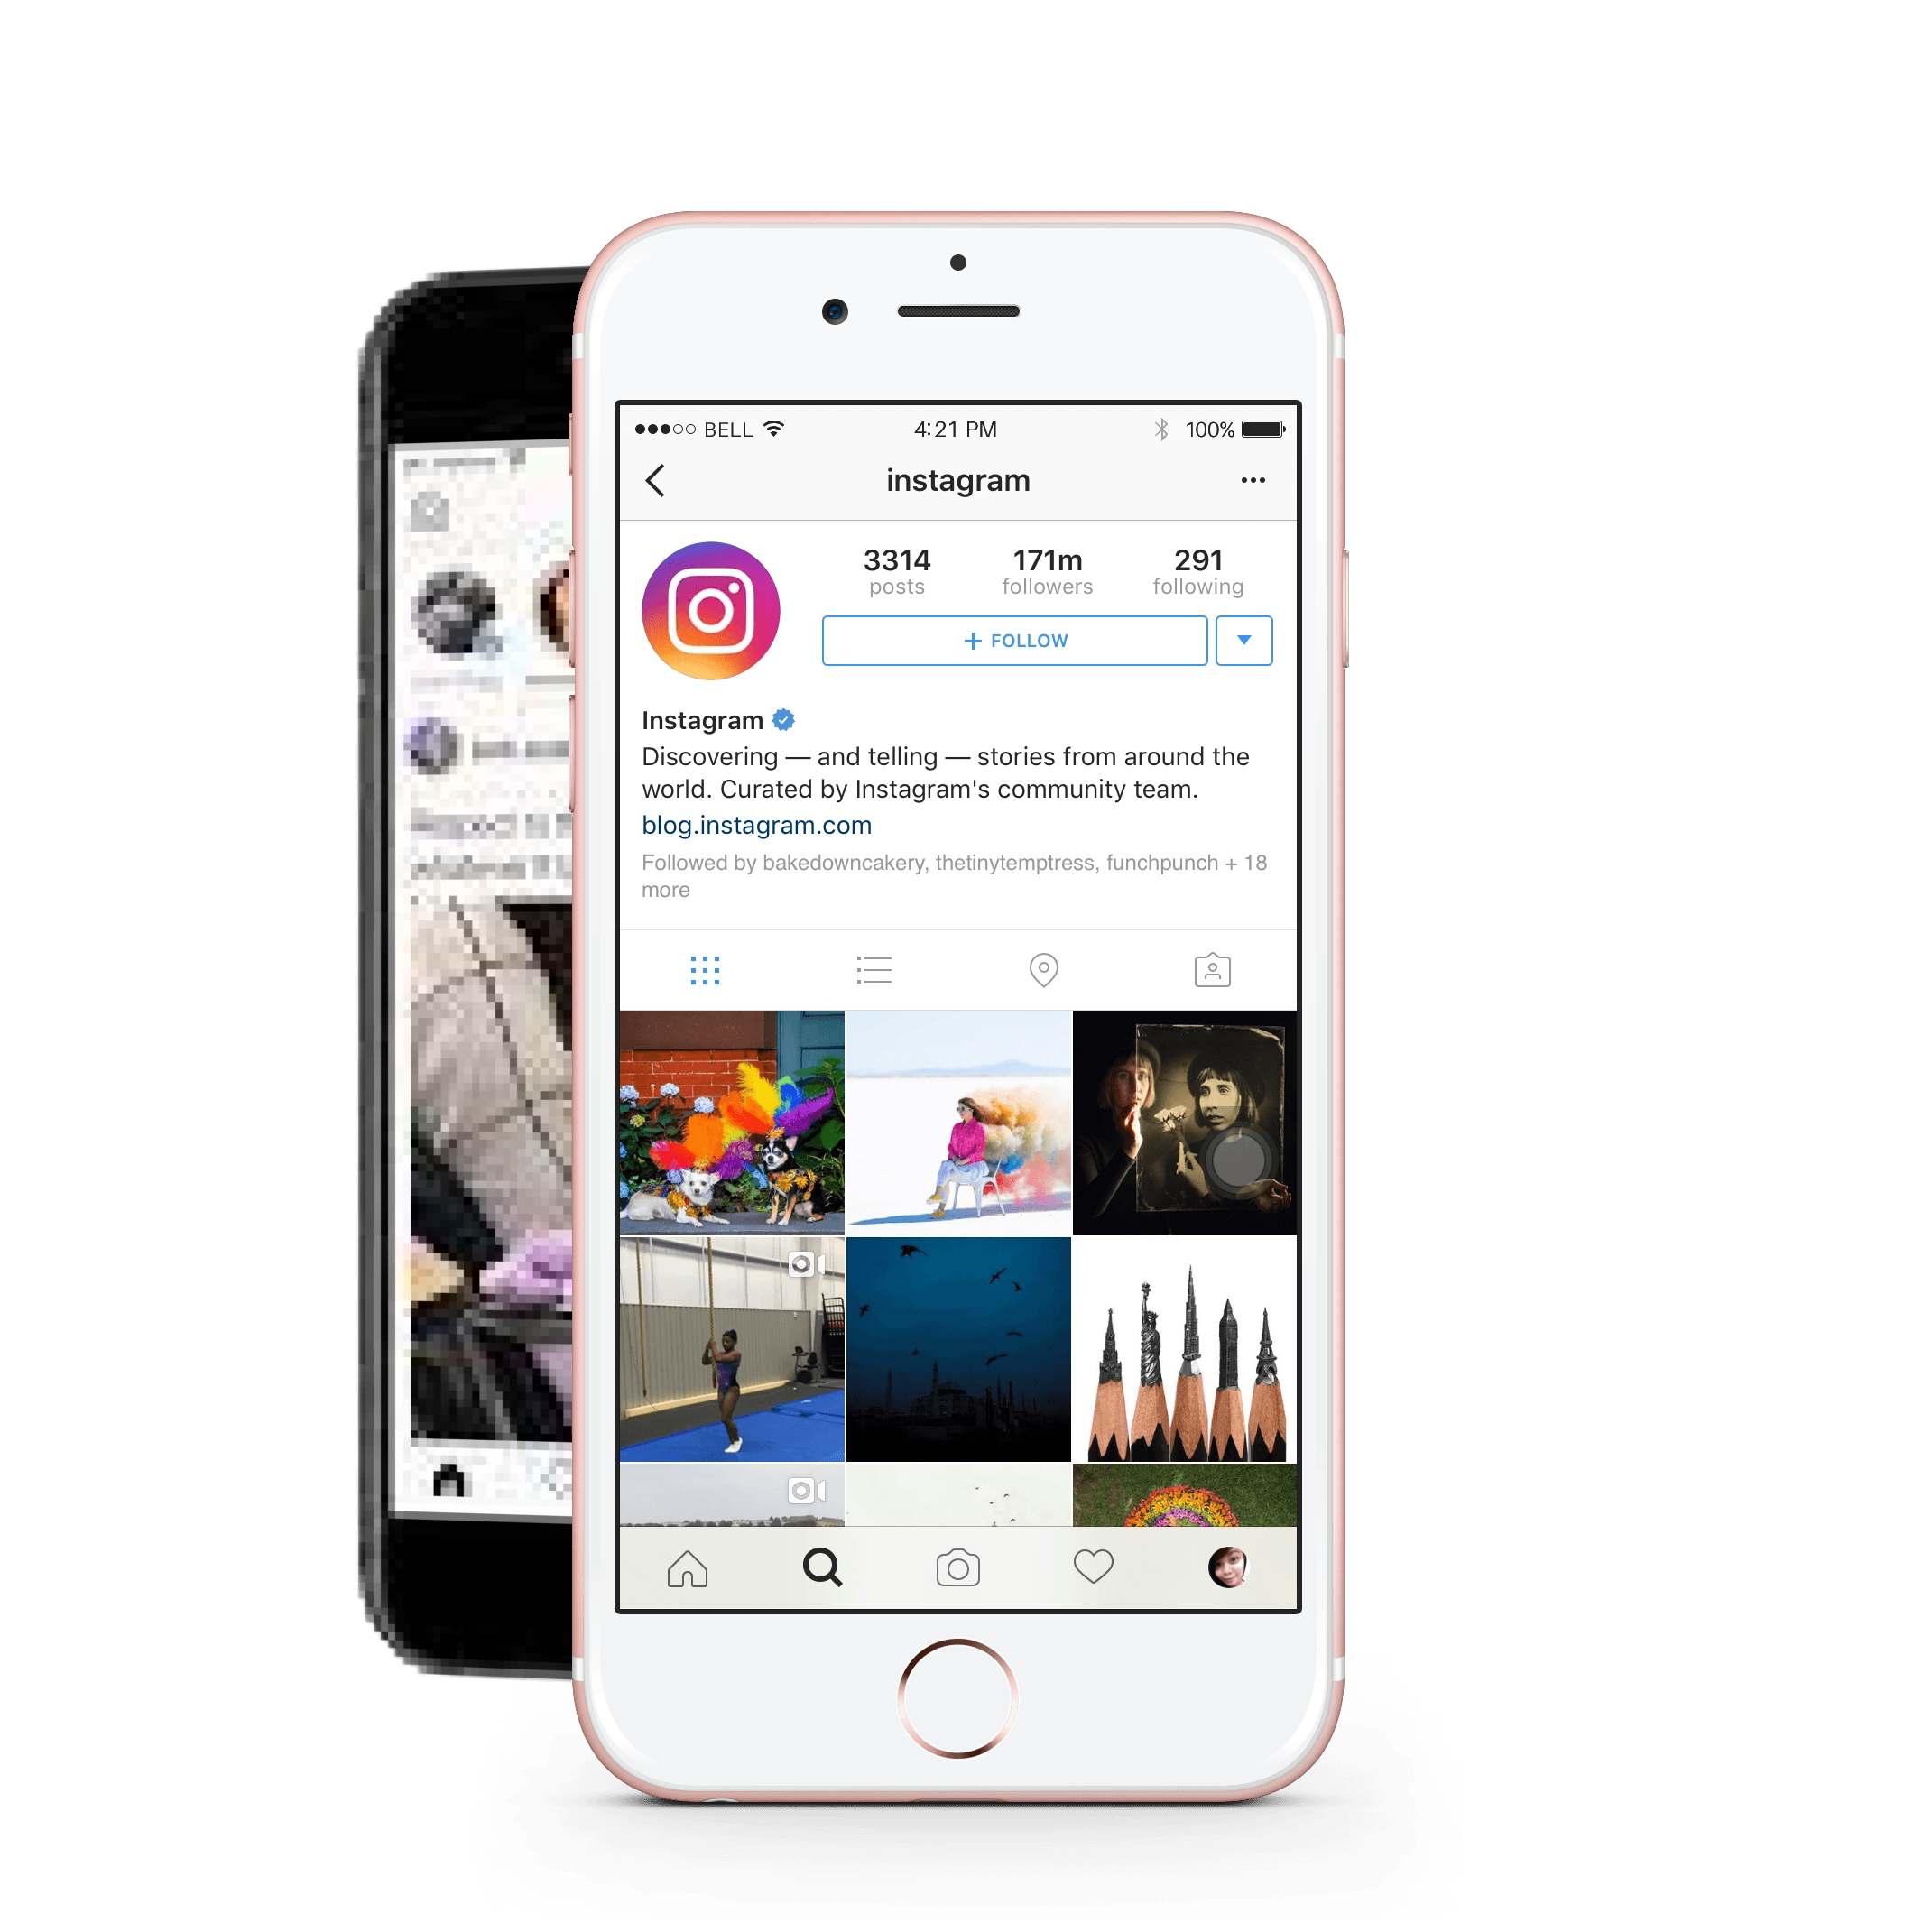 BELL 4:21 PM 100%
instagram
3314 171m 291
posts followers following
+ FOLLOW
Instagram
Discovering — and telling — stories from around the
world. Curated by Instagram's community team.
blog.instagram.com
Followed by bakedowncakery, thetinytemptress, funchpunch + 18
more